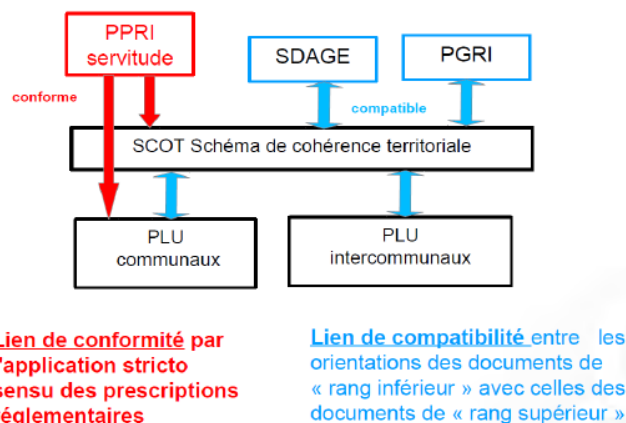 PPRI
servitude
SDAGE
PGRI
conforme
compatible
SCOT Schéma de cohérence territoriale
PLU
communaux
PLU
intercommunaux
Lien de conformité par
l'application stricto
sensu des prescriptions
réglementaires
Lien de compatibilité entre les
orientations des documents de
« rang inférieur » avec celles des
documents de « rang supérieur »